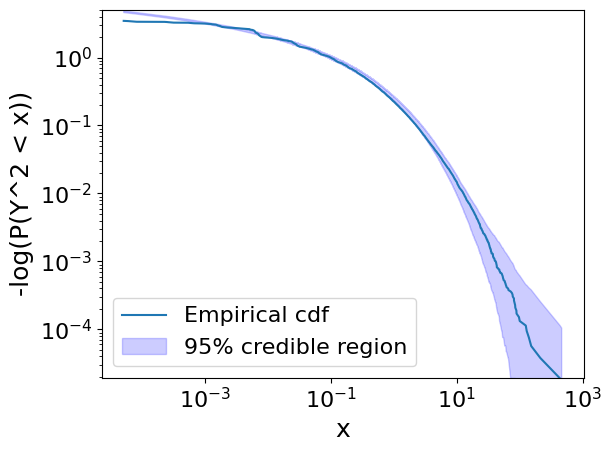 10^0
10^-1
10^-2
10^-3
10^-4
-log(P(Y^2 < x))
Empirical cdf
95% credible region
10^-3
10^-1
10^1
10^3
x